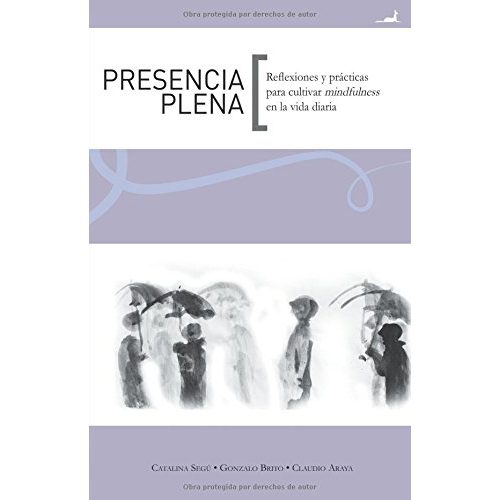 Obra protegida por derechos de autor
PRESENCIA
PLENA
Reflexiones y prácticas
para cultivar mindfulness
en la vida diaria
Catalina Segú • Gonzalo Brito • Claudio Araya
Obra protegida por derechos de autor